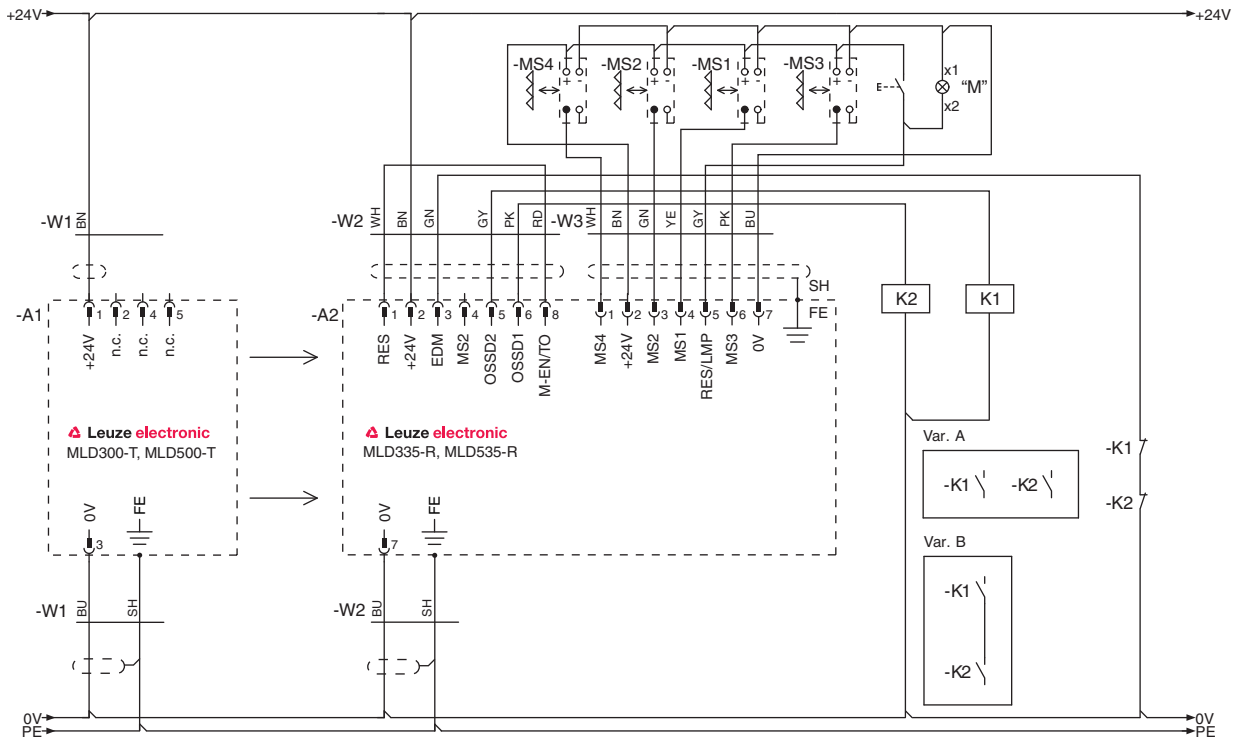 +24V +24V
-MS4 -MS2 -MS1 -MS3
+ - + - + - + -
E x1 "M"
x2
-W1 BN
-W2 WH BN GN GY PK RD
-W3 WH BN GN YE GY PK BU
SH
FE
K2 K1
-A1 1 2 4 5
+24V n.c. n.c. n.c.
-A2 1 2 3 4 5 6 8
RES +24V EDM MS2 OSSD2 OSSD1 M-EN/TO
1 2 3 4 5 6 7
MS4 +24V MS2 MS1 RES/LMP MS3 0V
Leuze electronic
MLD300-T, MLD500-T
Leuze electronic
MLD335-R, MLD535-R
Var. A
-K1 -K2
-K1
-K2
Var. B
-K1
-K2
0V FE
3
0V FE
7
-W1 BU SH
-W2 BU SH
0V 0V
PE PE